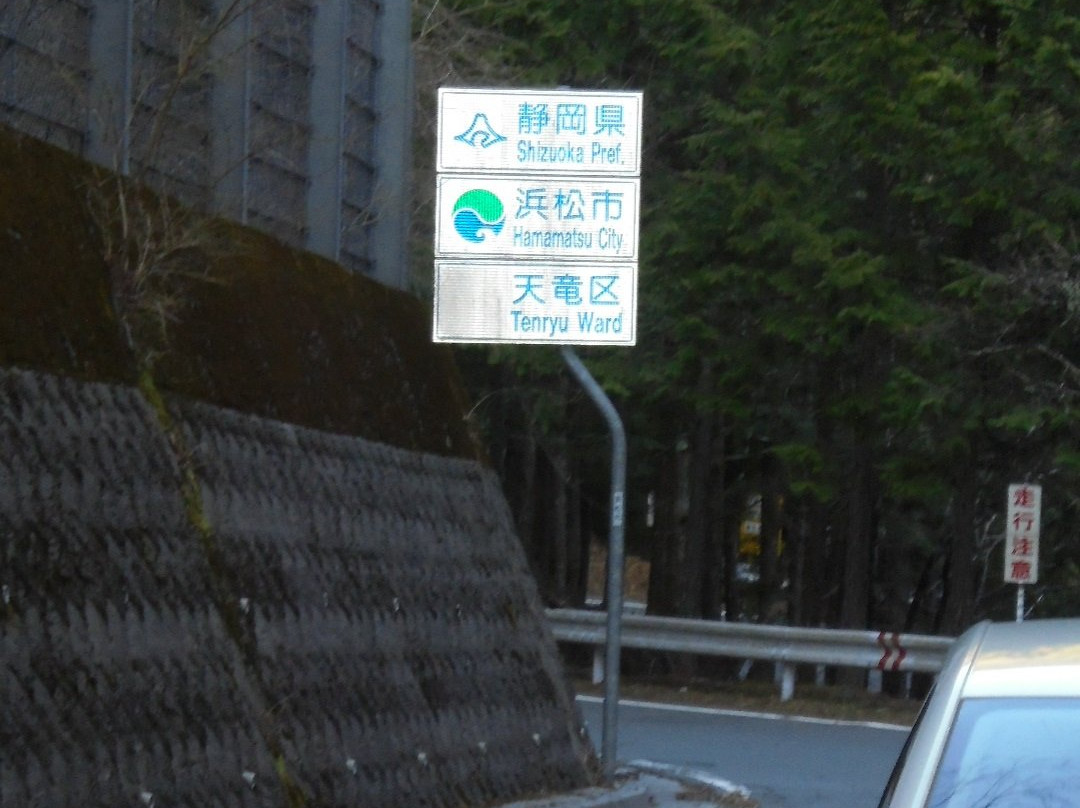 静岡県
Shizuoka Pref.
浜松市
Hamamatsu City
天竜区
Tenryu Ward
走行注意